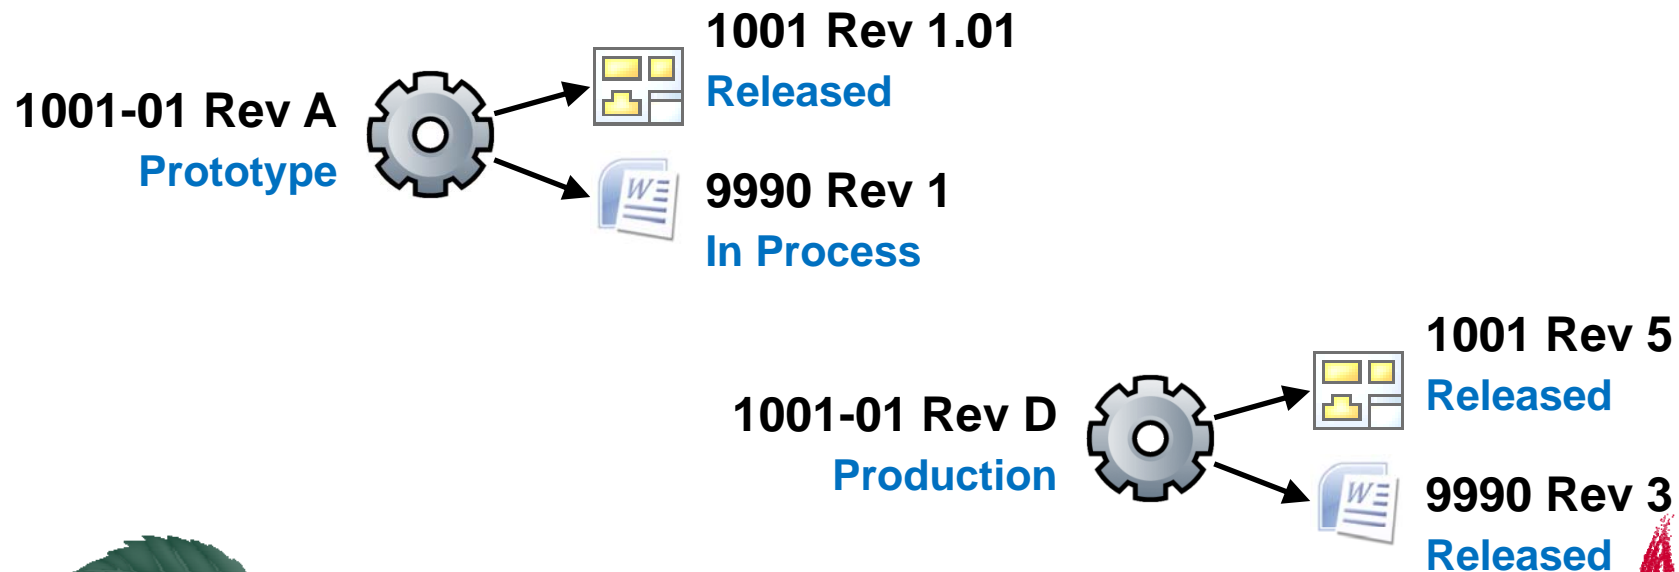 1001 Rev 1.01
Released
1001-01 Rev A
Prototype
9990 Rev 1
In Process
1001 Rev 5
Released
1001-01 Rev D
Production
9990 Rev 3
Released